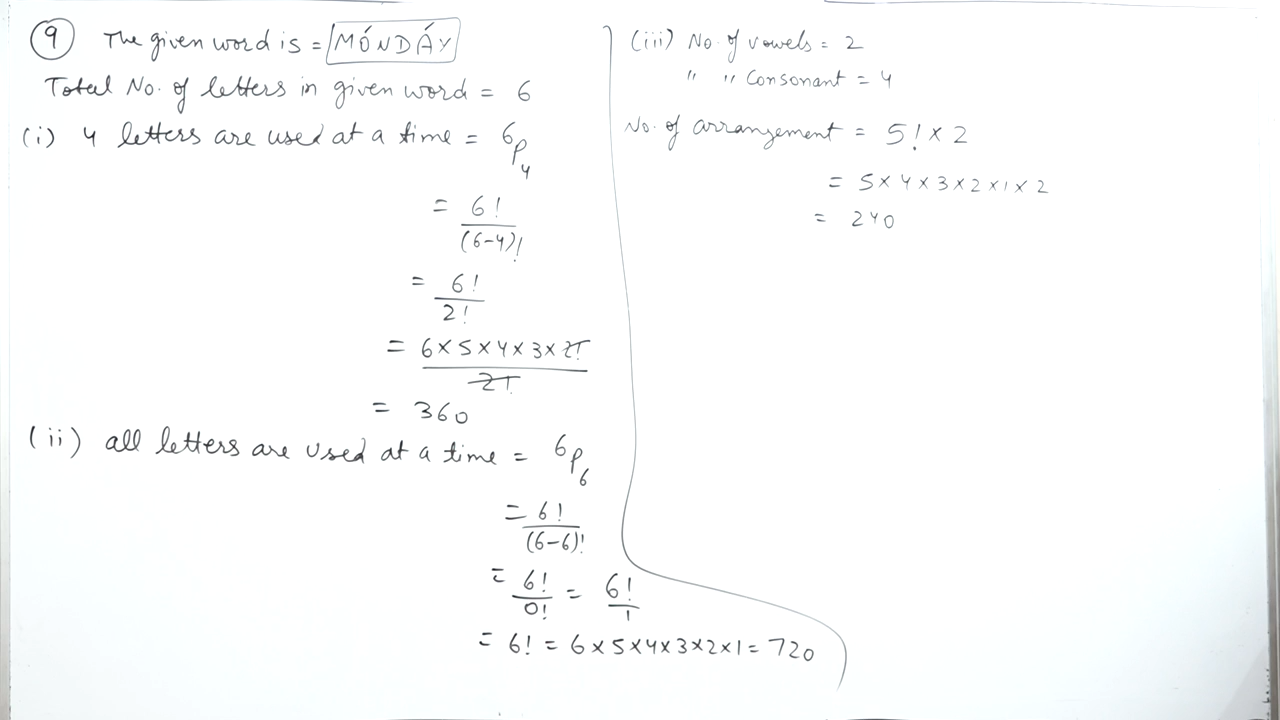 9 The given word is = MÓNDÁY
Total No. of letters in given word = 6
(i) 4 letters are used at a time = 6P4
= 6!
(6-4)!
= 6!
2!
= 6×5×4×3×2!
2!
= 360
(ii) all letters are used at a time = 6P6
= 6!
(6-6)!
= 6! = 6!
0! 1
= 6! = 6×5×4×3×2×1 = 720
(iii) No. of vowels = 2
" " Consonant = 4
No. of arrangement = 5! × 2
= 5×4×3×2×1×2
= 240